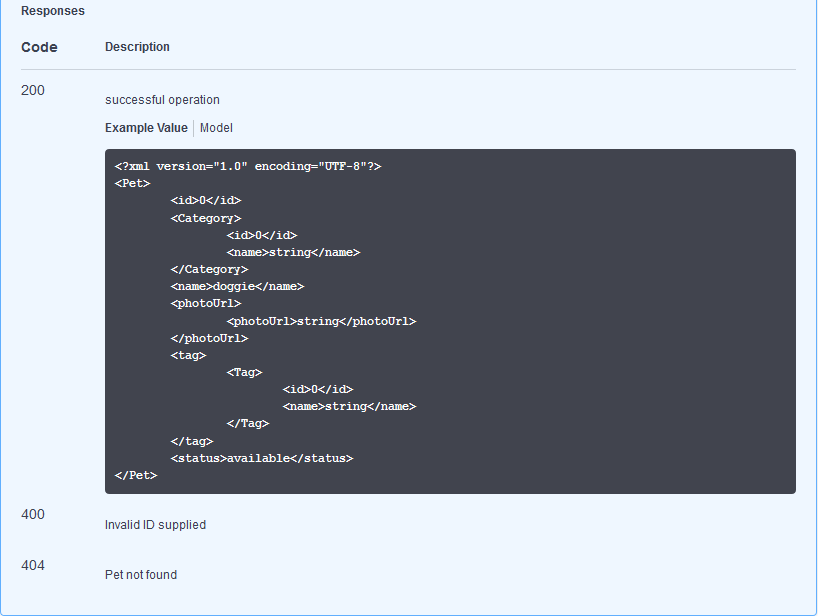 Responses
Code Description
200
successful operation
Example Value Model
<?xml version="1.0" encoding="UTF-8"?>
<Pet>
	<id>0</id>
	<Category>
		<id>0</id>
		<name>string</name>
	</Category>
	<name>doggie</name>
	<photoUrl>
		<photoUrl>string</photoUrl>
	</photoUrl>
	<tag>
		<Tag>
			<id>0</id>
			<name>string</name>
		</Tag>
	</tag>
	<status>available</status>
</Pet>
400
Invalid ID supplied
404
Pet not found